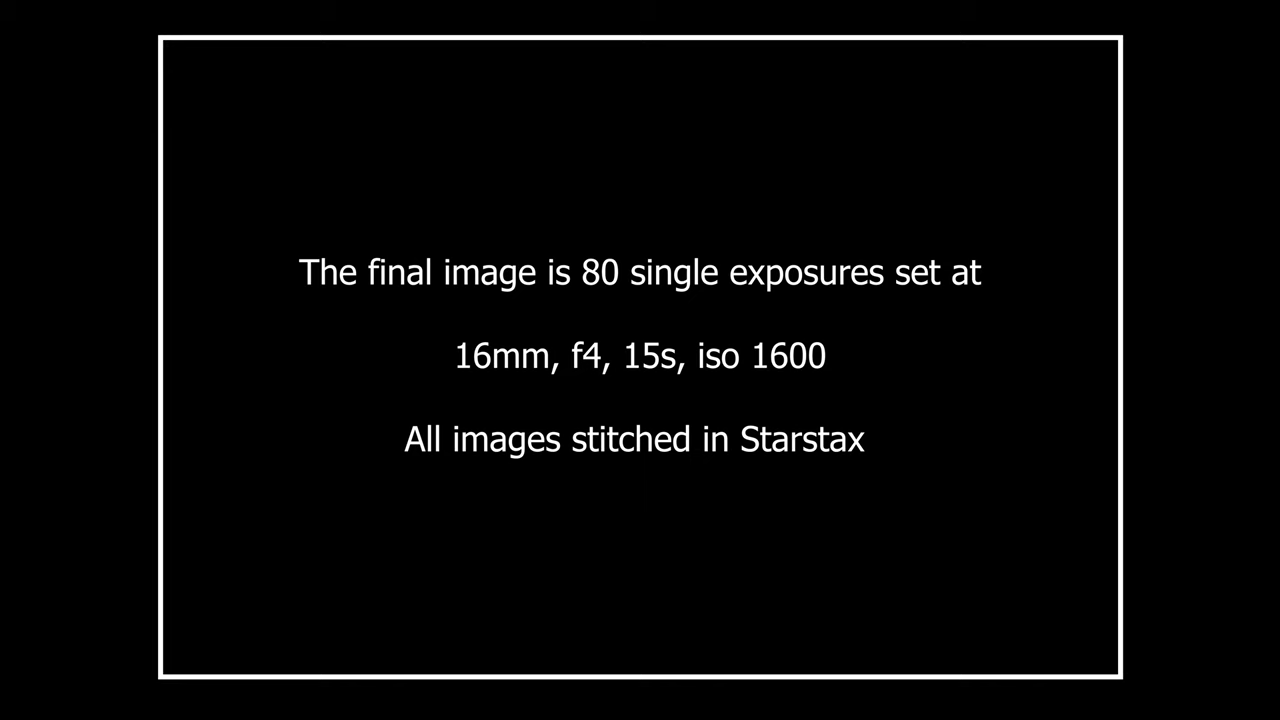 The final image is 80 single exposures set at
16mm, f4, 15s, iso 1600
All images stitched in Starstax